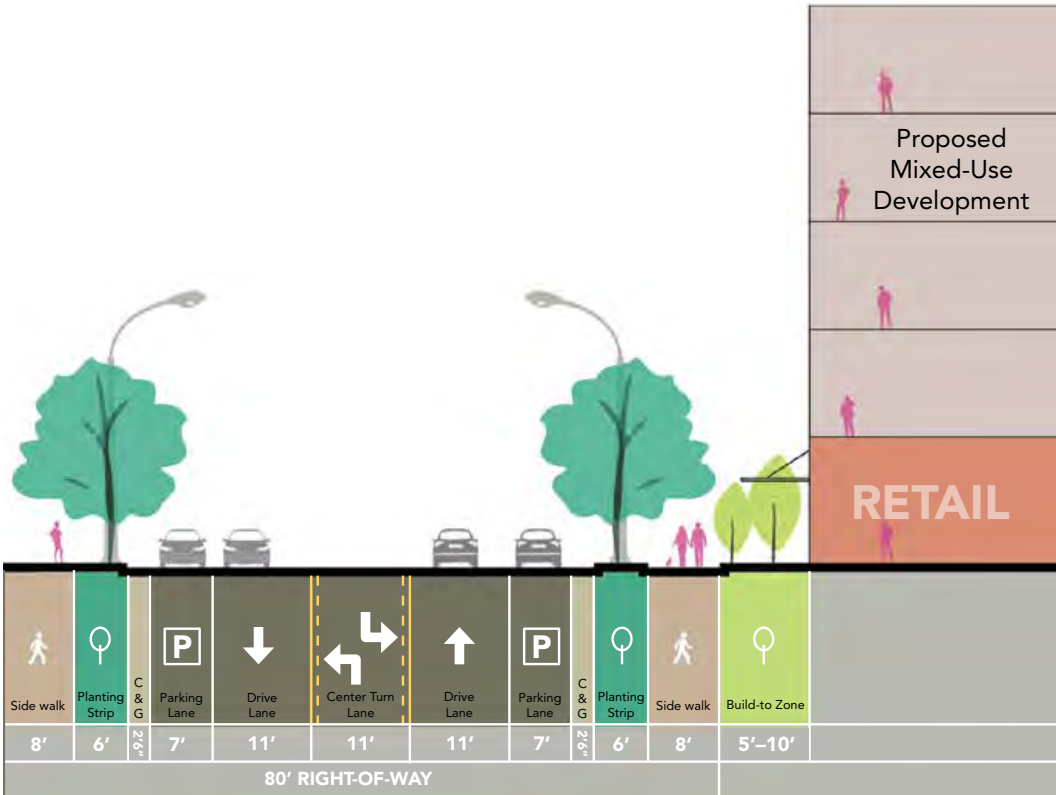 Proposed
Mixed-Use
Development
RETAIL
P
P
Side walk
Planting
Strip
C
&
G
Parking
Lane
Drive
Lane
Center Turn
Lane
Drive
Lane
Parking
Lane
C
&
G
Planting
Strip
Side walk
Build-to Zone
8’
6’
2’6”
7’
11’
11’
11’
7’
2’6”
6’
8’
5’–10’
80’ RIGHT-OF-WAY